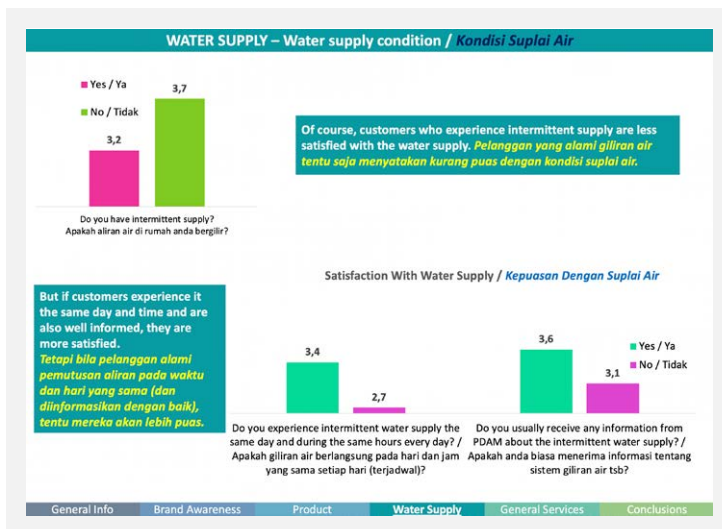 WATER SUPPLY – Water supply condition / Kondisi Suplai Air
Yes / Ya
No / Tidak
3,2
3,7
Do you have intermittent supply?
Apakah aliran air di rumah anda bergilir?
Of course, customers who experience intermittent supply are less
satisfied with the water supply. Pelanggan yang alami giliran air
tentu saja menyatakan kurang puas dengan kondisi suplai air.
Satisfaction With Water Supply / Kepuasan Dengan Suplai Air
But if customers experience it
the same day and time and are
also well informed, they are
more satisfied.
Tetapi bila pelanggan alami
pemutusan aliran pada waktu
dan hari yang sama (dan
diinformasikan dengan baik),
tentu mereka akan lebih puas.
3,4
2,7
Do you experience intermittent water supply the
same day and during the same hours every day? /
Apakah giliran air berlangsung pada hari dan jam
yang sama setiap hari (terjadwal)?
3,6
3,1
Yes / Ya
No / Tidak
Do you usually receive any information from
PDAM about the intermittent water supply? /
Apakah anda biasa menerima informasi tentang
sistem giliran air tsb?
General Info
Brand Awareness
Product
Water Supply
General Services
Conclusions